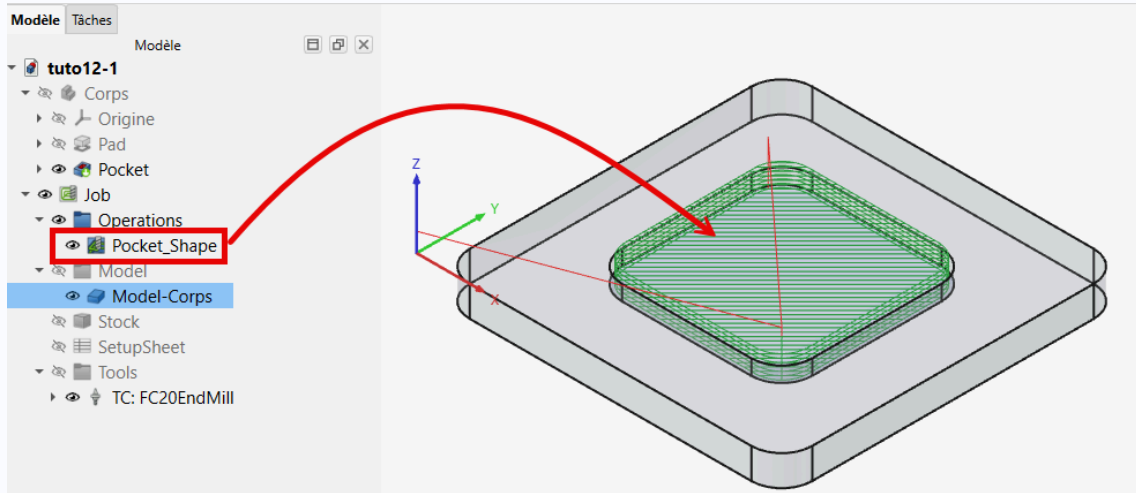 Modèle Tâches
Modèle
tuto12-1
Corps
Origine
Pad
Pocket
Job
Operations
Pocket_Shape
Model
Model-Corps
Stock
SetupSheet
Tools
TC: FC20EndMill
Z
Y
X